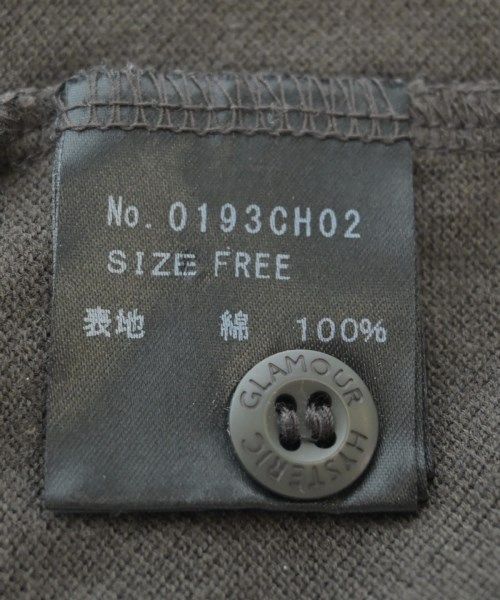 No. 0193CH02
SIZE FREE
表地 綿 100%
GLAMOUR
HYSTERIC